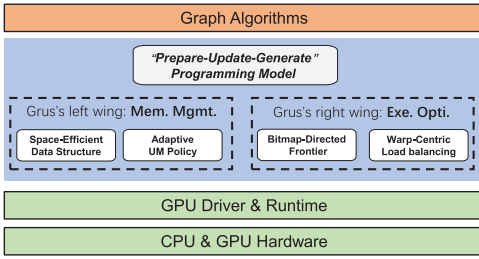 Graph Algorithms
“Prepare-Update-Generate”
Programming Model
Grus's left wing: Mem. Mgmt.
Space-Efficient
Data Structure
Adaptive
UM Policy
Grus's right wing: Exe. Opti.
Bitmap-Directed
Frontier
Warp-Centric
Load balancing
GPU Driver & Runtime
CPU & GPU Hardware